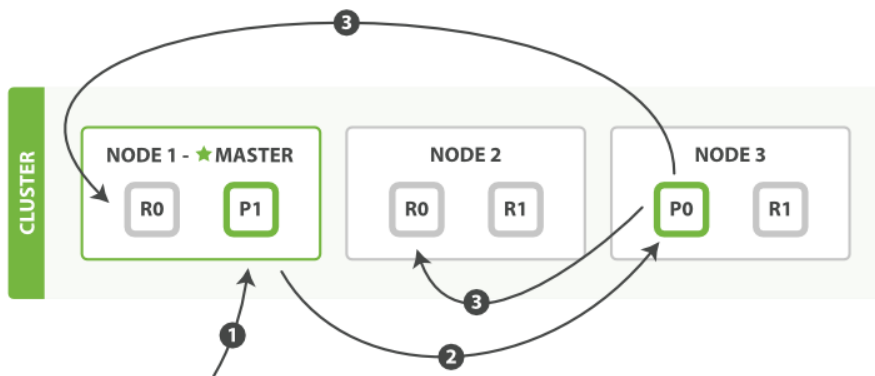 3
CLUSTER
NODE 1 - ★ MASTER
R0
P1
NODE 2
R0
R1
NODE 3
P0
R1
3
1
2